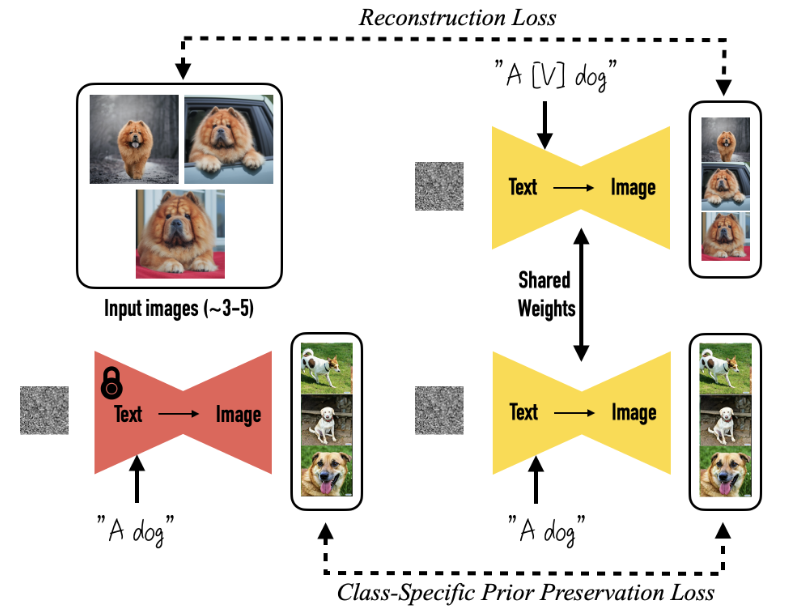 Reconstruction Loss
"A [V] dog"
Text → Image
Input images (~3-5)
Shared
Weights
Text → Image
Text → Image
"A dog"
"A dog"
Class-Specific Prior Preservation Loss